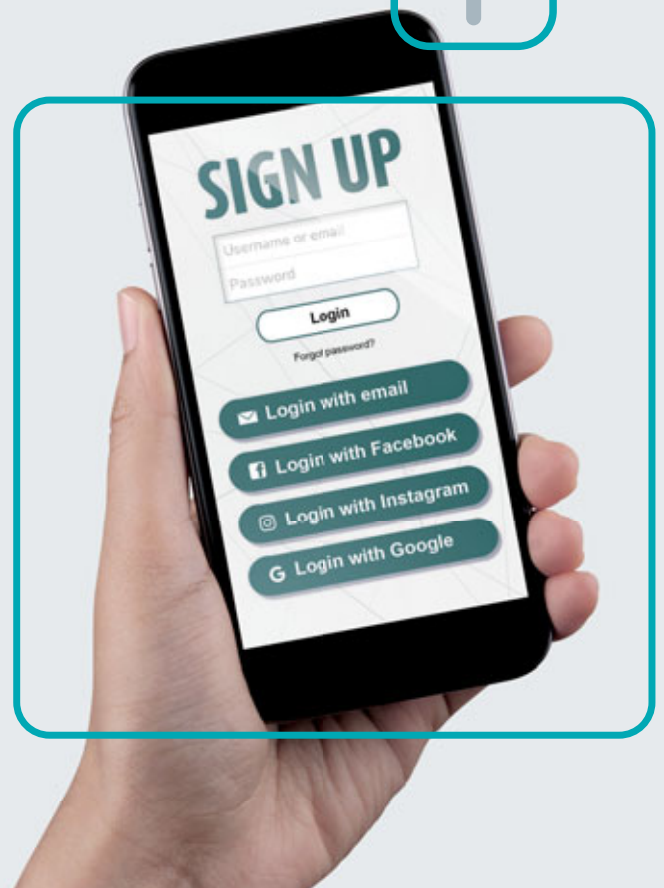 SIGN UP
Username or email
Password
Login
Forgot password?
Login with email
Login with Facebook
Login with Instagram
G Login with Google